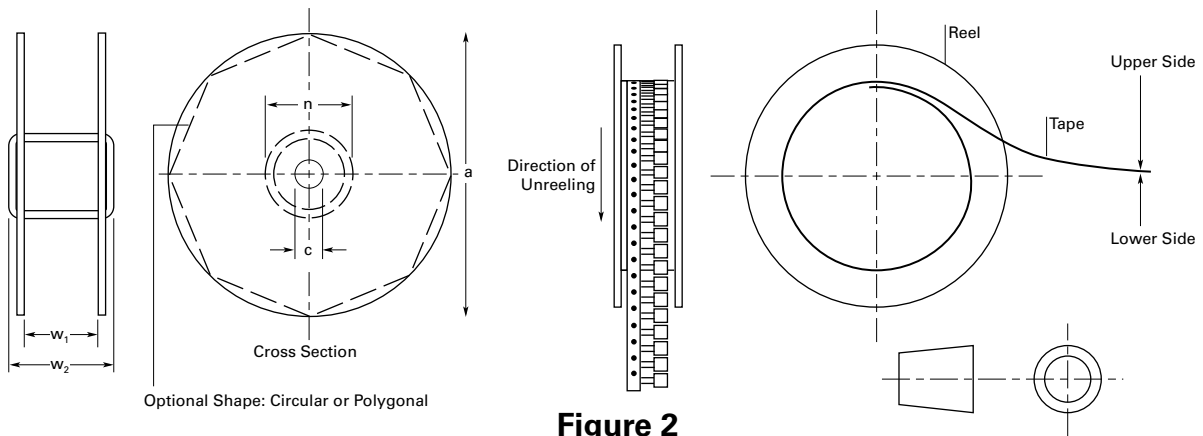 n
a
c
w₁
w₂
Cross Section
Optional Shape: Circular or Polygonal
Direction of
Unreeling
Reel
Upper Side
Tape
Lower Side
Figure 2